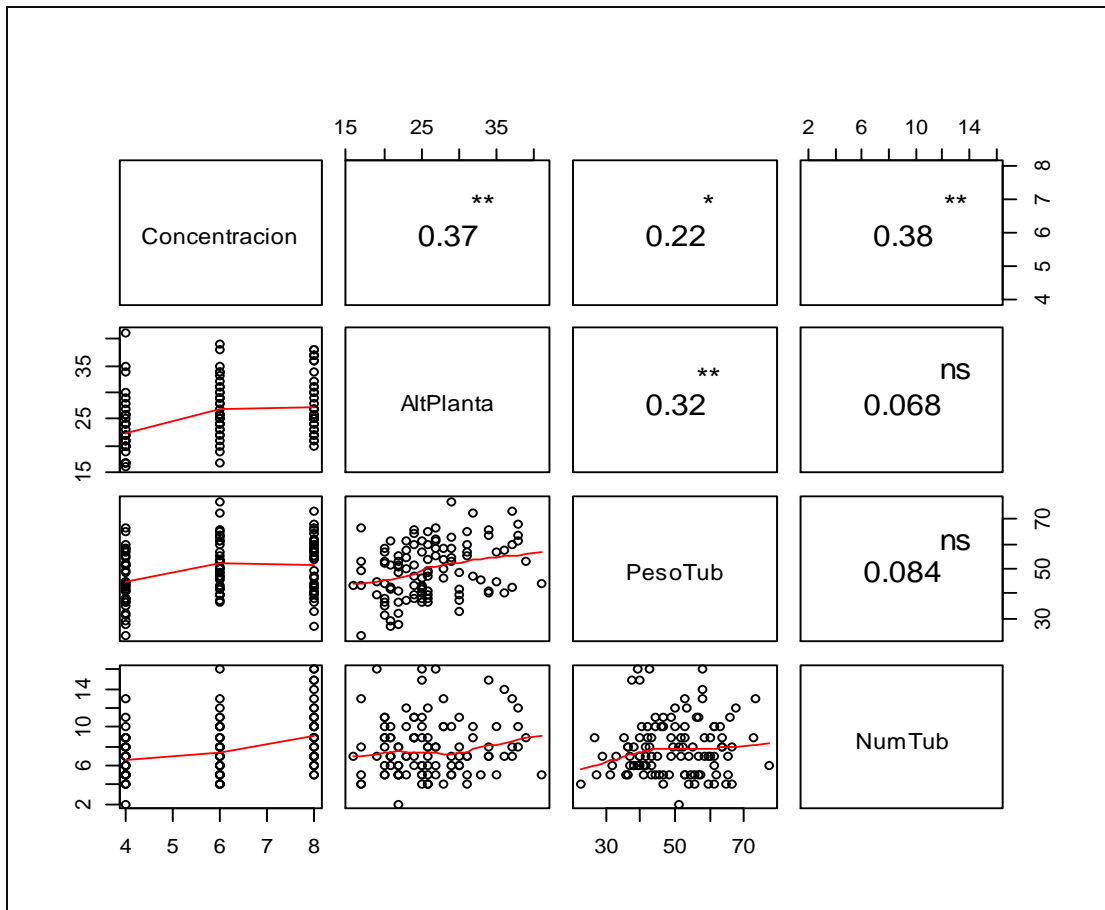 15 25 35 2 6 10 14
** * **
Concentracion 0.37 0.22 0.38
4 5 6 7 8
** ns
AltPlanta 0.32 0.068
15 25 35
ns
PesoTub 0.084
30 50 70
NumTub
2 6 10 14
4 5 6 7 8 30 50 70